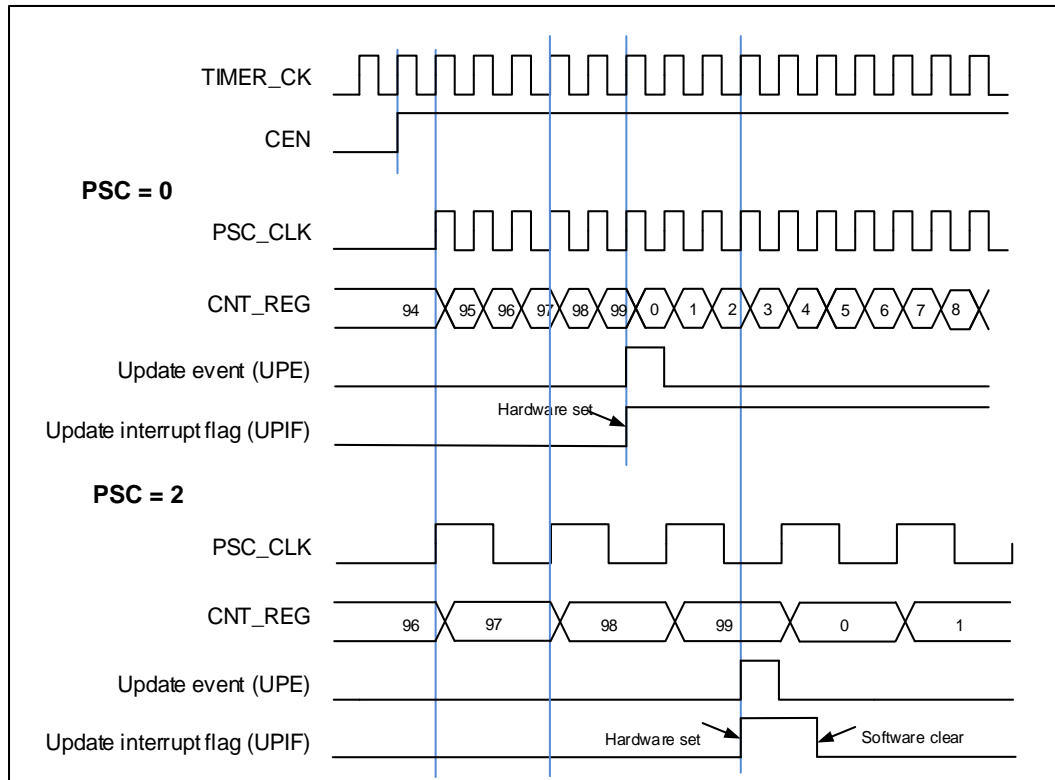 TIMER_CK
CEN
PSC = 0
PSC_CLK
CNT_REG 94 95 96 97 98 99 0 1 2 3 4 5 6 7 8
Update event (UPE)
Hardware set
Update interrupt flag (UPIF)
PSC = 2
PSC_CLK
CNT_REG 96 97 98 99 0 1
Update event (UPE)
Update interrupt flag (UPIF) Hardware set Software clear